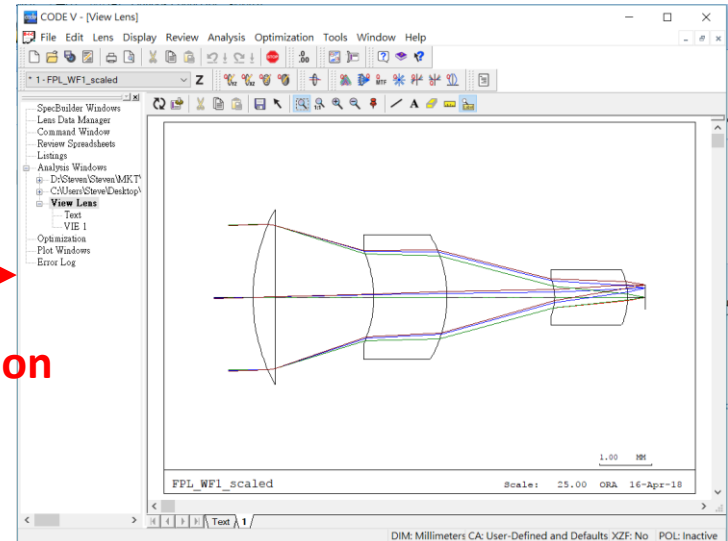 CODE V - [View Lens]
File Edit Lens Display Review Analysis Optimization Tools Window Help
* 1 - FPL_WF1_scaled
Z
SpecBuilder Windows
Lens Data Manager
Command Window
Review Spreadsheets
Listings
Analysis Windows
D:\Steven\Steven\MKT\
C:\Users\Steve\Desktop\
View Lens
Text
VIE 1
Optimization
Plot Windows
Error Log
on
1.00 MM
FPL_WF1_scaled Scale: 25.00 ORA 16-Apr-18
Text 1
DIM: Millimeters CA: User-Defined and Defaults XZF: No POL: Inactive